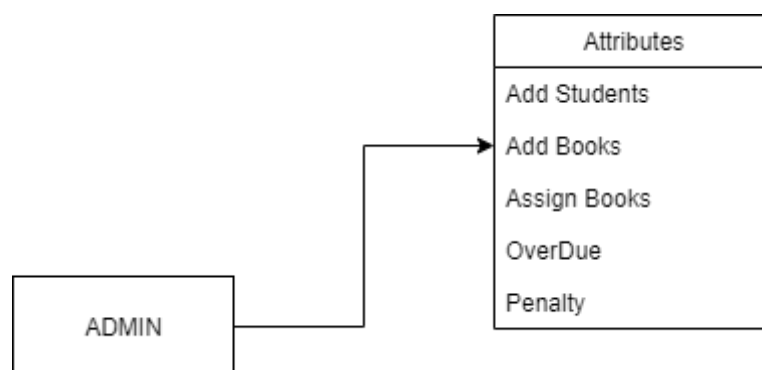 Attributes
Add Students
Add Books
Assign Books
OverDue
Penalty
ADMIN